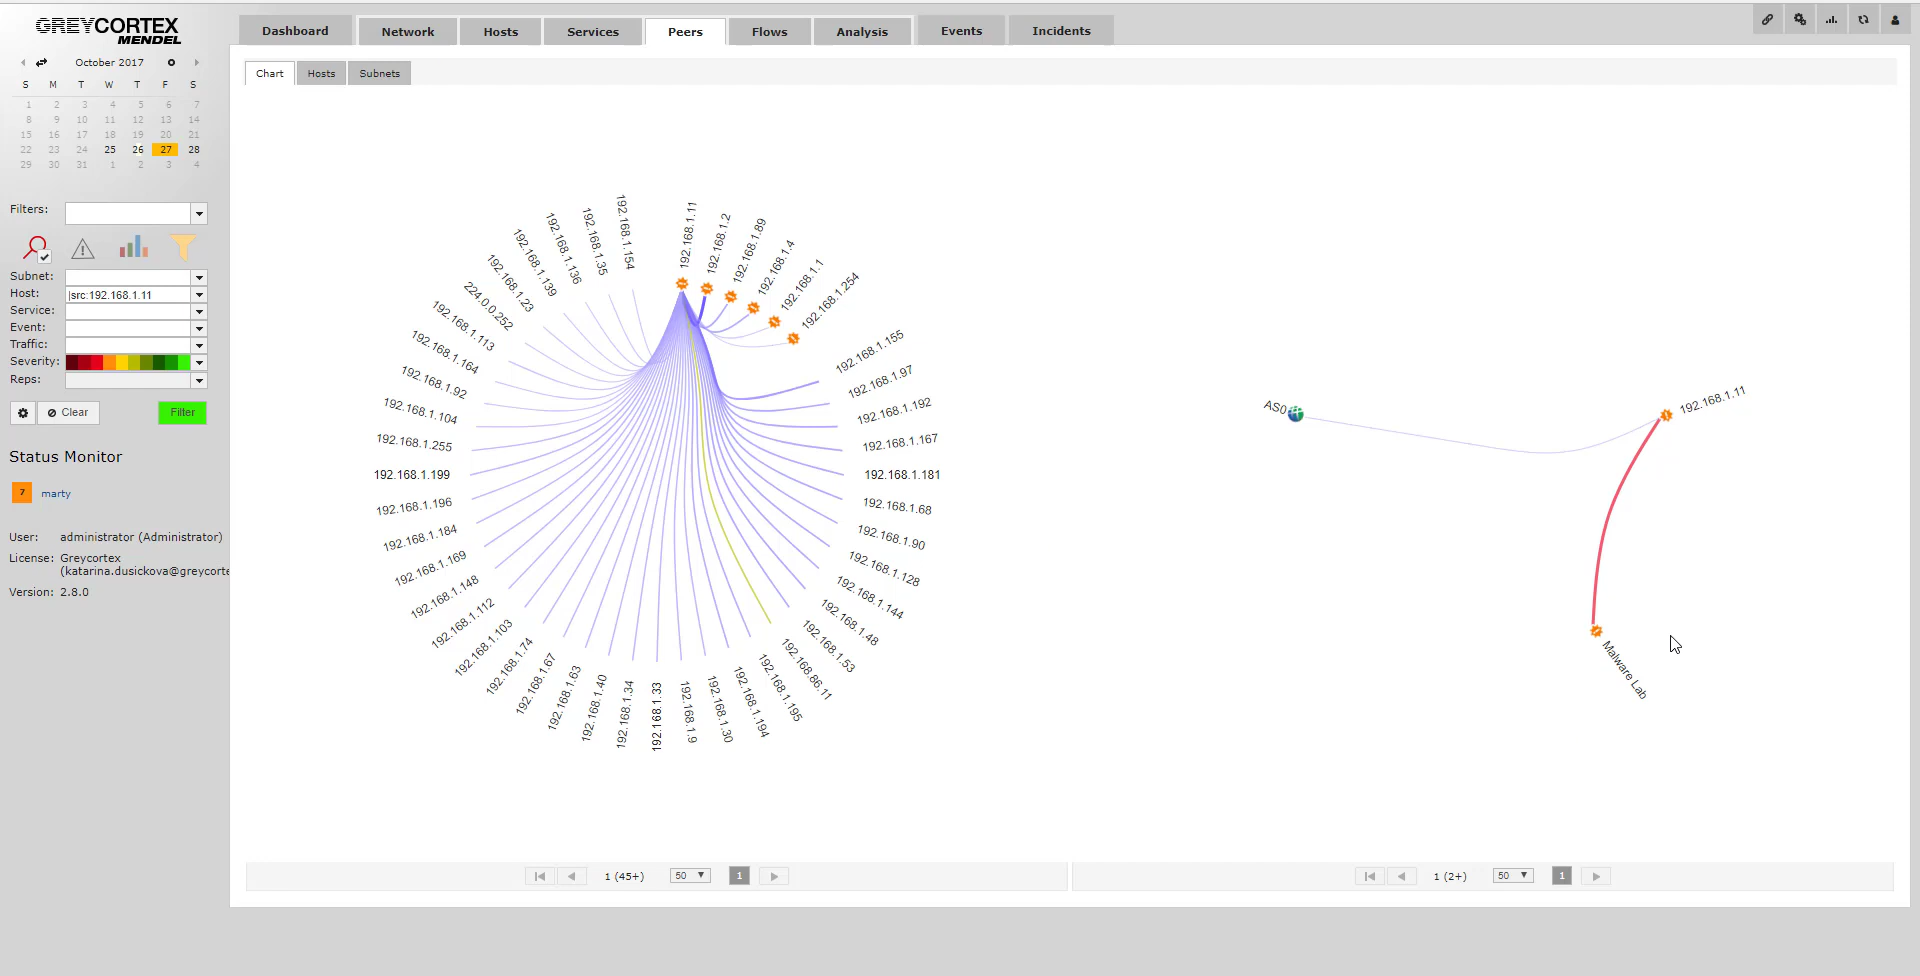 GREYCORTEX
MENDEL
Dashboard
Network
Hosts
Services
Peers
Flows
Analysis
Events
Incidents
October 2017
S M T W T F S
1 2 3 4 5 6 7
8 9 10 11 12 13 14
15 16 17 18 19 20 21
22 23 24 25 26 27 28
29 30 31 1 2 3 4
Filters:
Subnet:
Host: |src:192.168.1.11
Service:
Event:
Traffic:
Severity:
Reps:
Clear
Filter
Status Monitor
7 marty
User: administrator (Administrator)
License: Greycortex
(katarina.dusickova@greycorte
Version: 2.8.0
Chart
Hosts
Subnets
192.168.1.11
192.168.1.2
192.168.1.89
192.168.1.4
192.168.1.1
192.168.1.254
192.168.1.155
192.168.1.97
192.168.1.192
192.168.1.167
192.168.1.181
192.168.1.68
192.168.1.90
192.168.1.128
192.168.1.144
192.168.1.48
192.168.1.53
192.168.86.11
192.168.1.195
192.168.1.194
192.168.1.30
192.168.1.9
192.168.1.33
192.168.1.34
192.168.1.40
192.168.1.63
192.168.1.67
192.168.1.74
192.168.1.103
192.168.1.112
192.168.1.148
192.168.1.169
192.168.1.184
192.168.1.196
192.168.1.199
192.168.1.255
192.168.1.104
192.168.1.92
192.168.1.164
192.168.1.113
224.0.0.252
192.168.1.23
192.168.1.139
192.168.1.136
192.168.1.35
192.168.1.154
AS0
192.168.1.11
Malware Lab
1 (45+) 50 1
1 (2+) 50 1